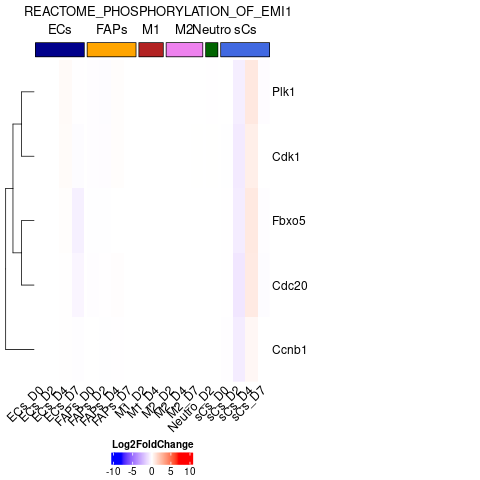 REACTOME_PHOSPHORYLATION_OF_EMI1
ECs FAPs M1 M2 Neutro sCs
Plk1
Cdk1
Fbxo5
Cdc20
Ccnb1
ECs_D0 ECs_D2 ECs_D4 ECs_D7 FAPs_D0 FAPs_D2 FAPs_D4 FAPs_D7 M1_D2 M1_D4 M2_D2 M2_D4 M2_D7 Neutro_D2 sCs_D0 sCs_D2 sCs_D4 sCs_D7
Log2FoldChange
-10 -5 0 5 10